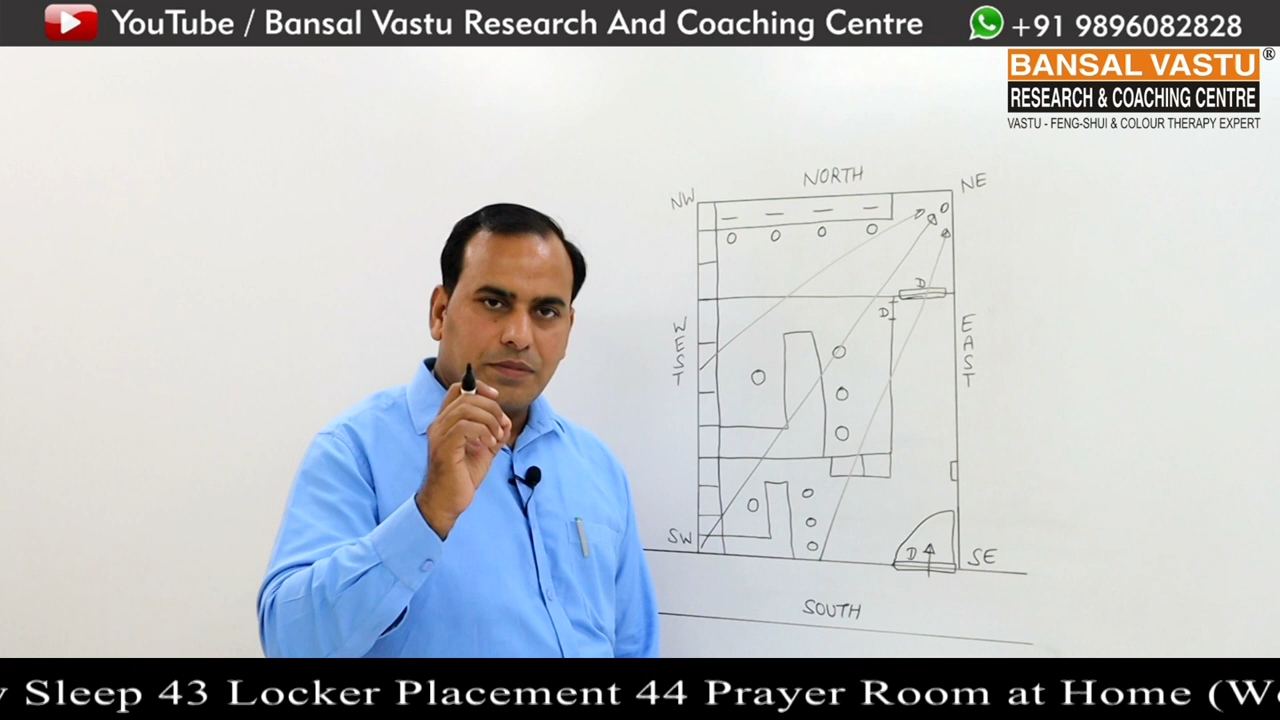 YouTube / Bansal Vastu Research And Coaching Centre
+91 9896082828
BANSAL VASTU ®
RESEARCH & COACHING CENTRE
VASTU - FENG-SHUI & COLOUR THERAPY EXPERT
NORTH
NW
NE
D
D
WEST
EAST
SW
D
SE
SOUTH
Sleep 43 Locker Placement 44 Prayer Room at Home